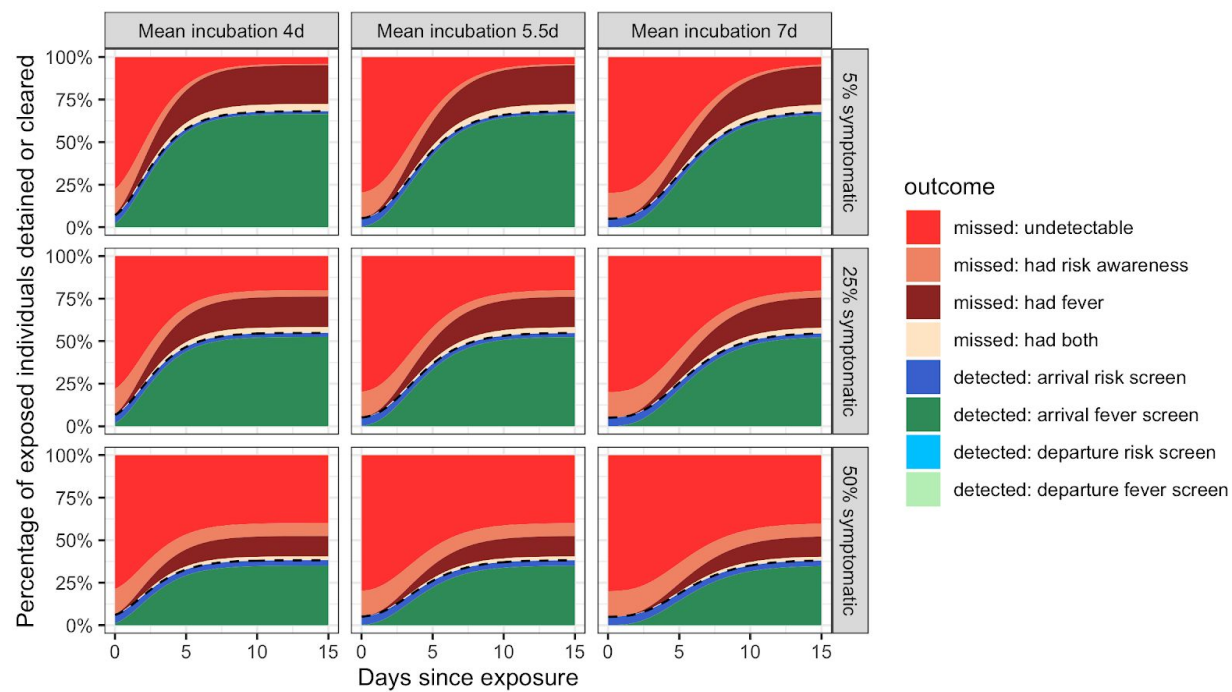 Mean incubation 4d
Mean incubation 5.5d
Mean incubation 7d
Percentage of exposed individuals detained or cleared
100%
75%
50%
25%
0%
5% symptomatic
100%
75%
50%
25%
0%
25% symptomatic
100%
75%
50%
25%
0%
50% symptomatic
0 5 10 15
0 5 10 15
0 5 10 15
Days since exposure
outcome
missed: undetectable
missed: had risk awareness
missed: had fever
missed: had both
detected: arrival risk screen
detected: arrival fever screen
detected: departure risk screen
detected: departure fever screen